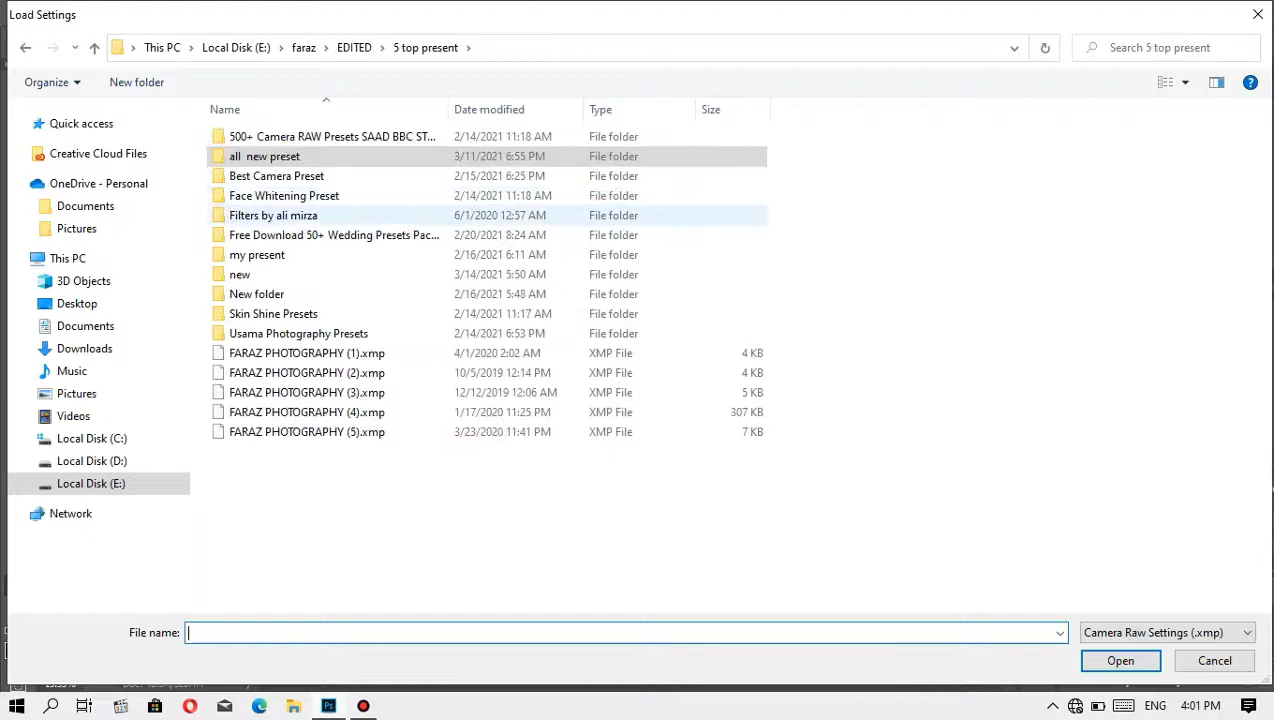 Load Settings
This PC > Local Disk (E:) > faraz > EDITED > 5 top present >
Search 5 top present
Organize
New folder
Name
Date modified
Type
Size
Quick access
Creative Cloud Files
OneDrive - Personal
Documents
Pictures
This PC
3D Objects
Desktop
Documents
Downloads
Music
Pictures
Videos
Local Disk (C:)
Local Disk (D:)
Local Disk (E:)
Network
500+ Camera RAW Presets SAAD BBC ST... 2/14/2021 11:18 AM File folder
all new preset 3/11/2021 6:55 PM File folder
Best Camera Preset 2/15/2021 6:25 PM File folder
Face Whitening Preset 2/14/2021 11:18 AM File folder
Filters by ali mirza 6/1/2020 12:57 AM File folder
Free Download 50+ Wedding Presets Pac... 2/20/2021 8:24 AM File folder
my present 2/16/2021 6:11 AM File folder
new 3/14/2021 5:50 AM File folder
New folder 2/16/2021 5:48 AM File folder
Skin Shine Presets 2/14/2021 11:17 AM File folder
Usama Photography Presets 2/14/2021 6:53 PM File folder
FARAZ PHOTOGRAPHY (1).xmp 4/1/2020 2:02 AM XMP File 4 KB
FARAZ PHOTOGRAPHY (2).xmp 10/5/2019 12:14 PM XMP File 4 KB
FARAZ PHOTOGRAPHY (3).xmp 12/12/2019 12:06 AM XMP File 5 KB
FARAZ PHOTOGRAPHY (4).xmp 1/17/2020 11:25 PM XMP File 307 KB
FARAZ PHOTOGRAPHY (5).xmp 3/23/2020 11:41 PM XMP File 7 KB
File name:
Camera Raw Settings (.xmp)
Open
Cancel
Ps
ENG
4:01 PM